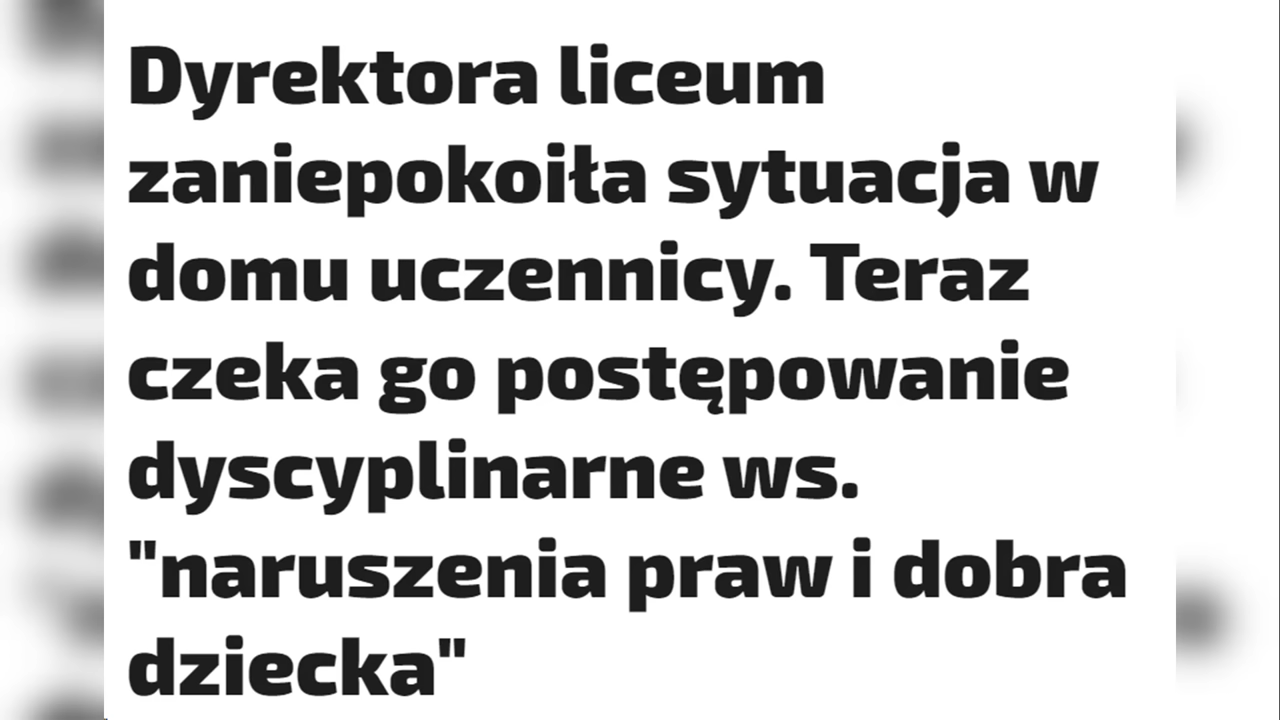 Dyrektora liceum
zaniepokoiła sytuacja w
domu uczennicy. Teraz
czeka go postępowanie
dyscyplinarne ws.
"naruszenia praw i dobra
dziecka"